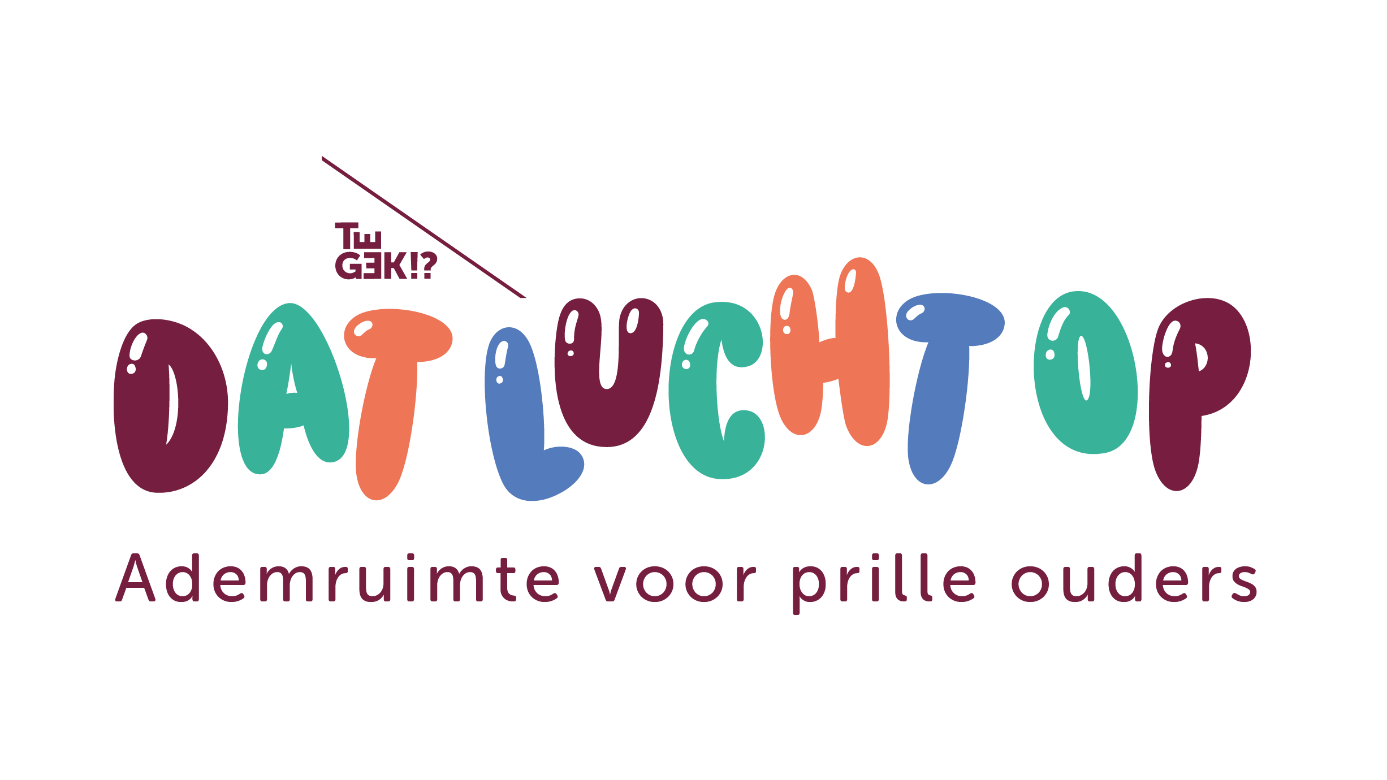 TE
GEK!?
DAT LUCHT OP
Ademruimte voor prille ouders